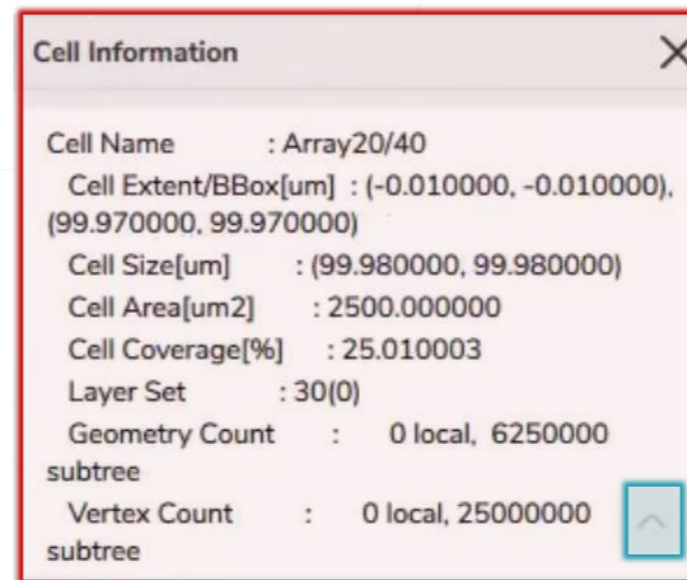 Cell Information
Cell Name : Array20/40
Cell Extent/BBox[um] : (-0.010000, -0.010000),
(99.970000, 99.970000)
Cell Size[um] : (99.980000, 99.980000)
Cell Area[um2] : 2500.000000
Cell Coverage[%] : 25.010003
Layer Set : 30(0)
Geometry Count : 0 local, 6250000
subtree
Vertex Count : 0 local, 25000000
subtree